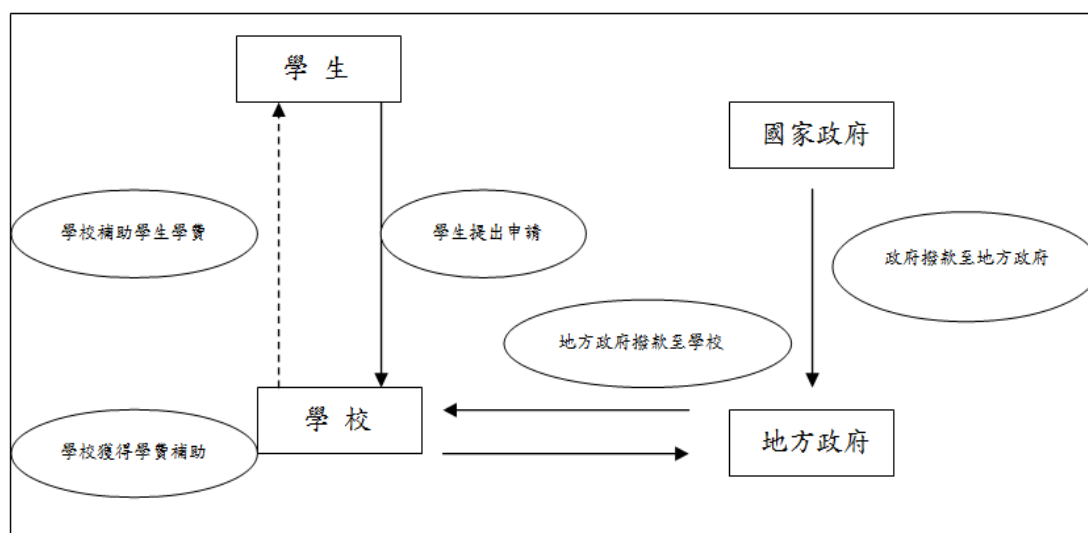 學 生
國家政府
學校補助學生學費
學生提出申請
政府撥款至地方政府
地方政府撥款至學校
學 校
地方政府
學校獲得學費補助